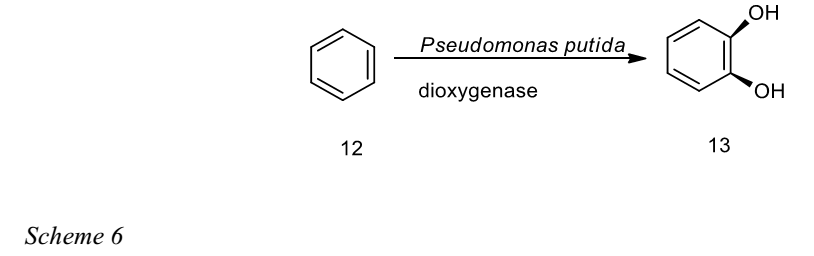 OH
Pseudomonas putida
dioxygenase
OH
12
13
Scheme 6